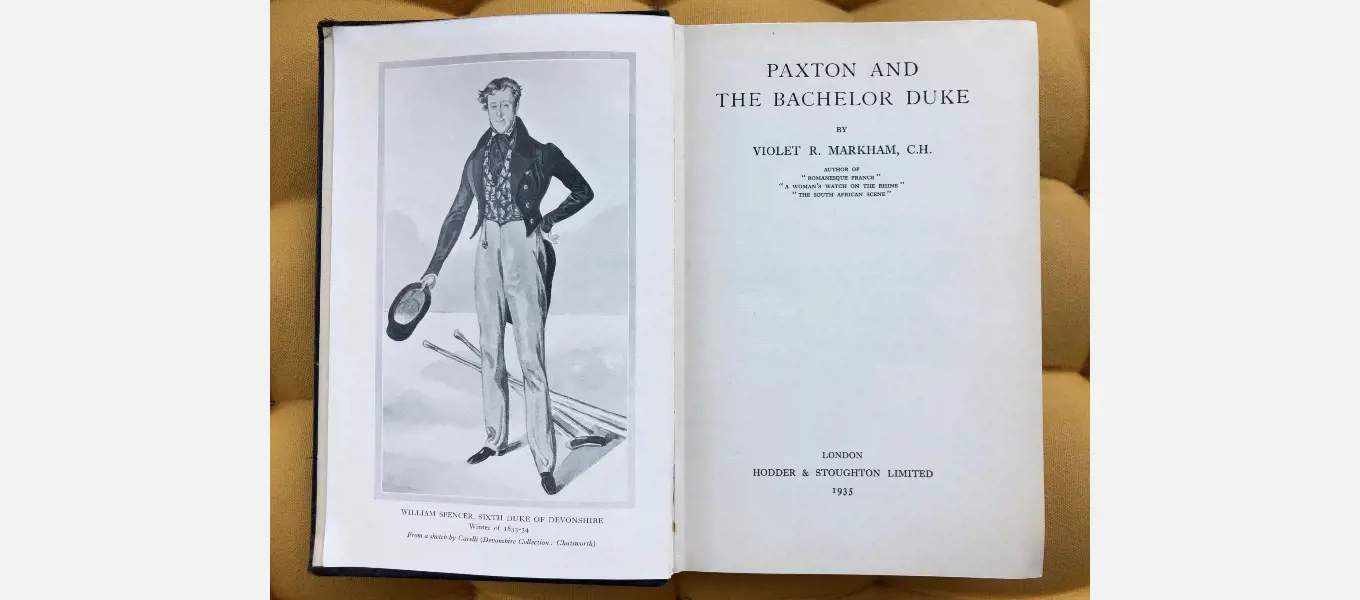 WILLIAM SPENCER, SIXTH DUKE OF DEVONSHIRE
Winter of 1833-34
From a sketch by Carelli (Devonshire Collection: Chatsworth)
PAXTON AND
THE BACHELOR DUKE
BY
VIOLET R. MARKHAM, C.H.
AUTHOR OF
"ROMANESQUE FRANCE"
"A WOMAN'S WATCH ON THE RHINE"
"THE SOUTH AFRICAN SCENE"
LONDON
HODDER & STOUGHTON LIMITED
1935